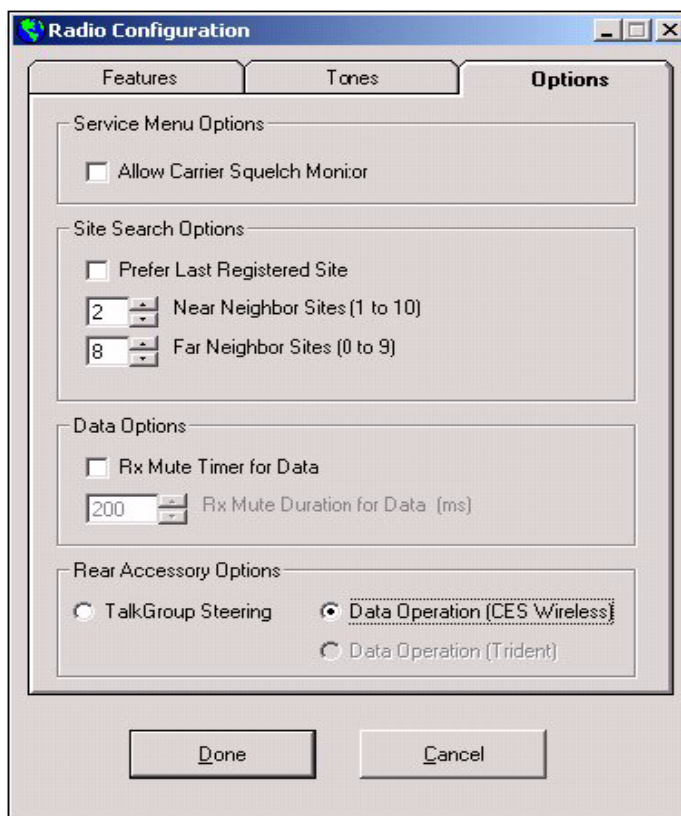 Radio Configuration
Features Tones Options
Service Menu Options
Allow Carrier Squelch Monitor
Site Search Options
Prefer Last Registered Site
2 Near Neighbor Sites (1 to 10)
8 Far Neighbor Sites (0 to 9)
Data Options
Rx Mute Timer for Data
200 Rx Mute Duration for Data (ms)
Rear Accessory Options
TalkGroup Steering Data Operation (CES Wireless)
Data Operation (Trident)
Done Cancel